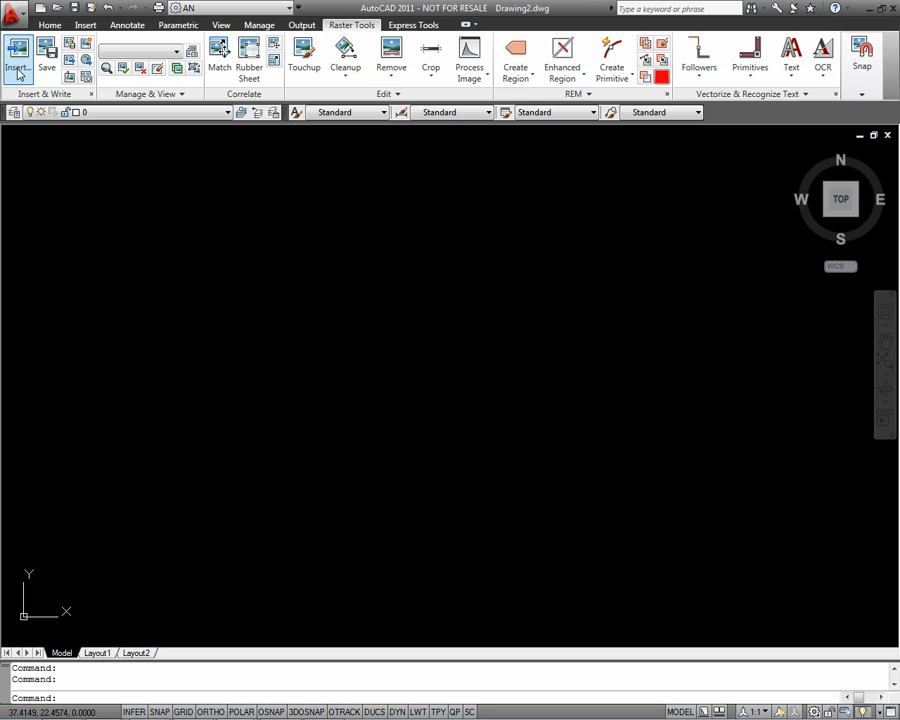 AN AutoCAD 2011 - NOT FOR RESALE Drawing2.dwg Type a keyword or phrase
Home Insert Annotate Parametric View Manage Output Raster Tools Express Tools
Insert... Save Match Rubber Sheet Touchup Cleanup Remove Crop Process Image Create Region Enhanced Region Create Primitive Followers Primitives Text OCR Snap
Insert & Write Manage & View Correlate Edit REM Vectorize & Recognize Text
0 Standard Standard Standard Standard
N
W TOP E
S
WCS
Y
X
Model Layout1 Layout2
Command:
Command:
Command:
37.4149, 22.4574, 0.0000 INFER SNAP GRID ORTHO POLAR OSNAP 3DOSNAP OTRACK DUCS DYN LWT TPY QP SC MODEL 1:1